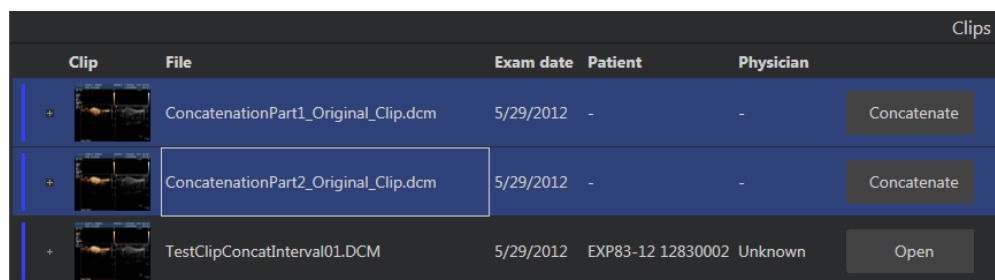 Clips
Clip File Exam date Patient Physician
ConcatenationPart1_Original_Clip.dcm 5/29/2012 - - Concatenate
ConcatenationPart2_Original_Clip.dcm 5/29/2012 - - Concatenate
TestClipConcatInterval01.DCM 5/29/2012 EXP83-12 12830002 Unknown Open